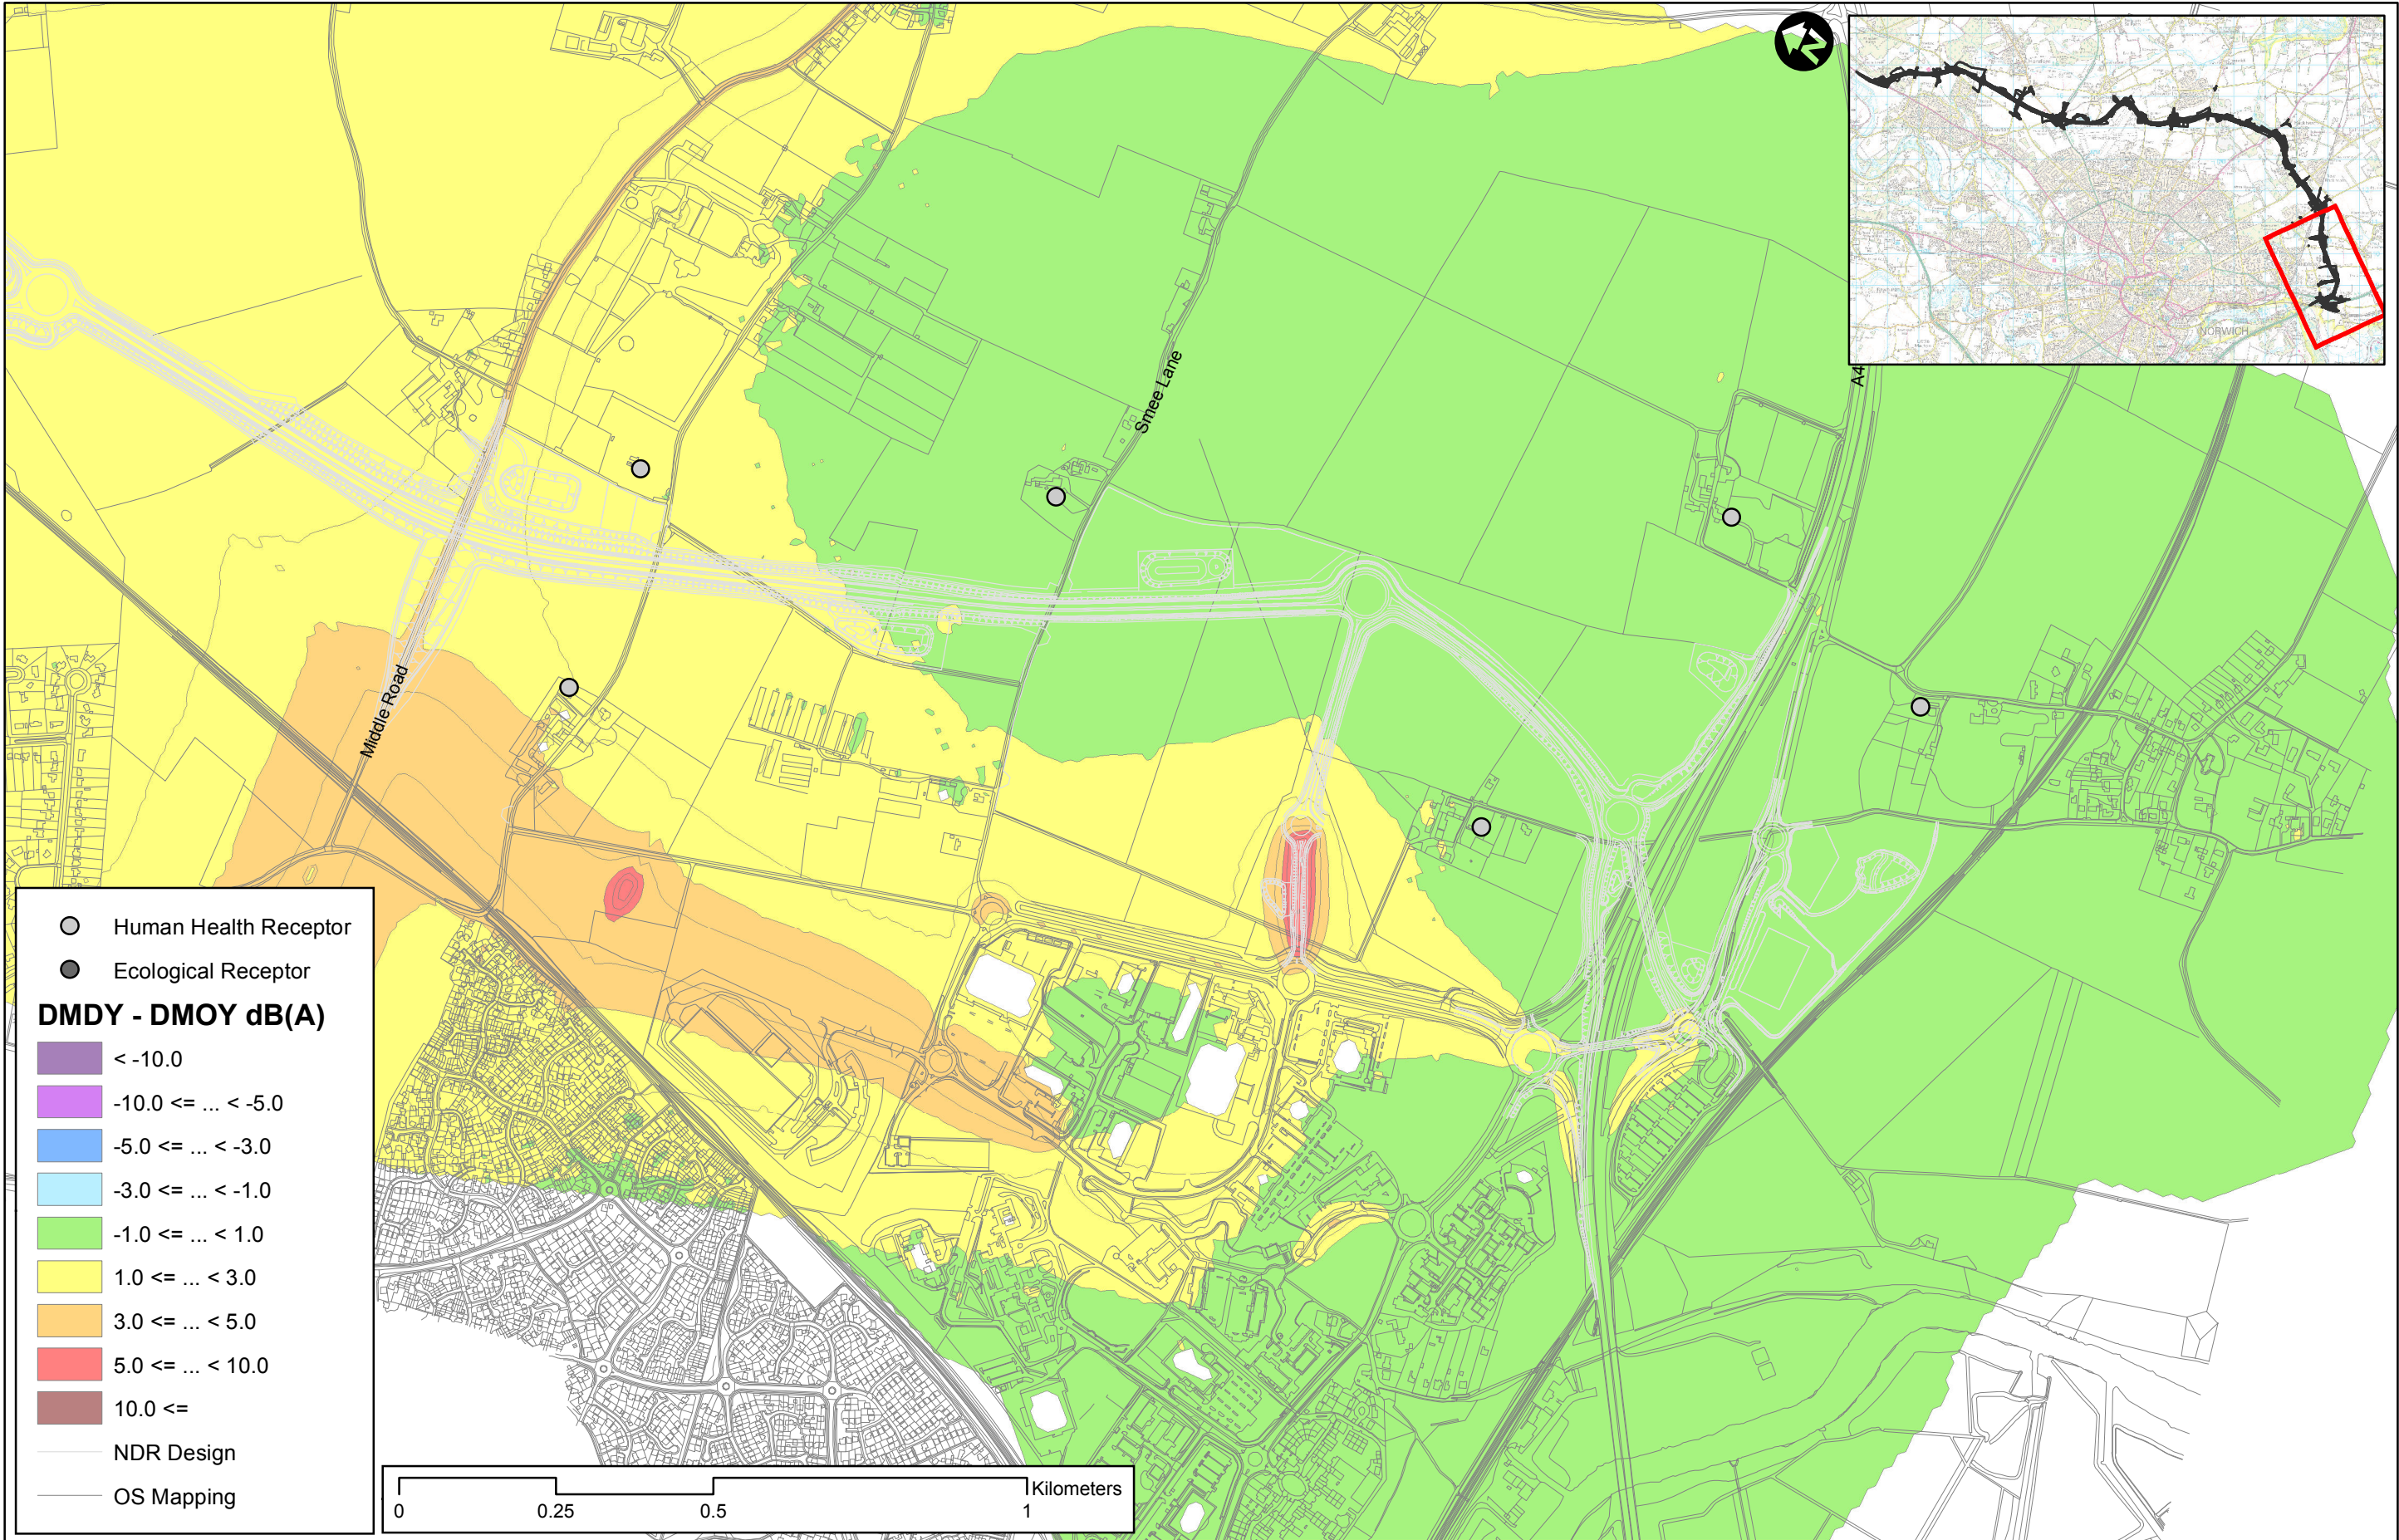 N
NORWICH
A4
Smee Lane
Middle Road
Human Health Receptor
Ecological Receptor
DMDY - DMOY dB(A)
< -10.0
-10.0 <= ... < -5.0
-5.0 <= ... < -3.0
-3.0 <= ... < -1.0
-1.0 <= ... < 1.0
1.0 <= ... < 3.0
3.0 <= ... < 5.0
5.0 <= ... < 10.0
10.0 <=
NDR Design
OS Mapping
Kilometers
0 0.25 0.5 1